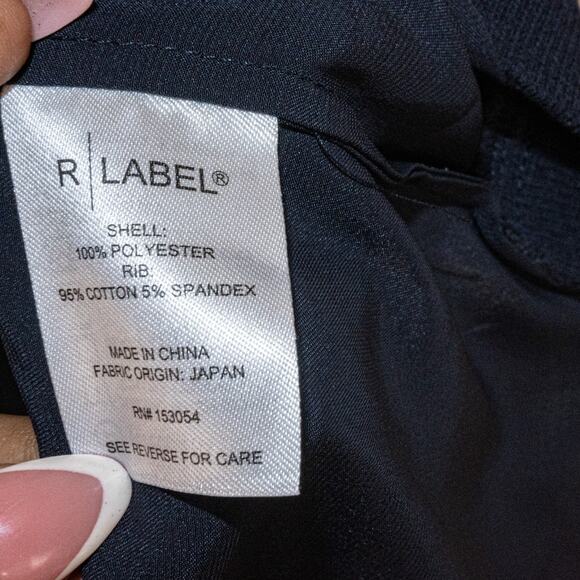 R | LABEL®
SHELL:
100% POLYESTER
RIB:
95% COTTON 5% SPANDEX
MADE IN CHINA
FABRIC ORIGIN: JAPAN
RN# 153054
SEE REVERSE FOR CARE